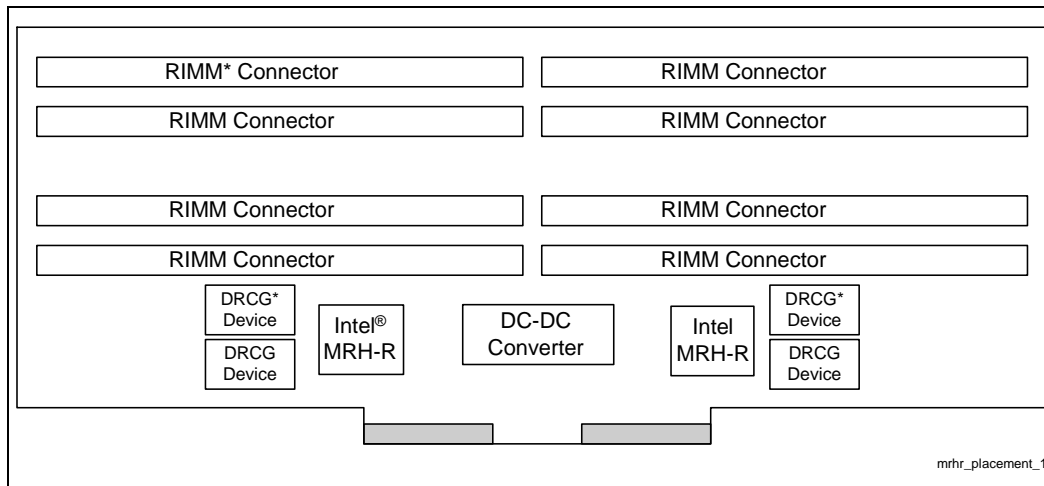 RIMM* Connector
RIMM Connector
RIMM Connector
RIMM Connector
RIMM Connector
RIMM Connector
RIMM Connector
RIMM Connector
DRCG*
Device
DRCG
Device
Intel®
MRH-R
DC-DC
Converter
Intel
MRH-R
DRCG*
Device
DRCG
Device
mrhr_placement_1